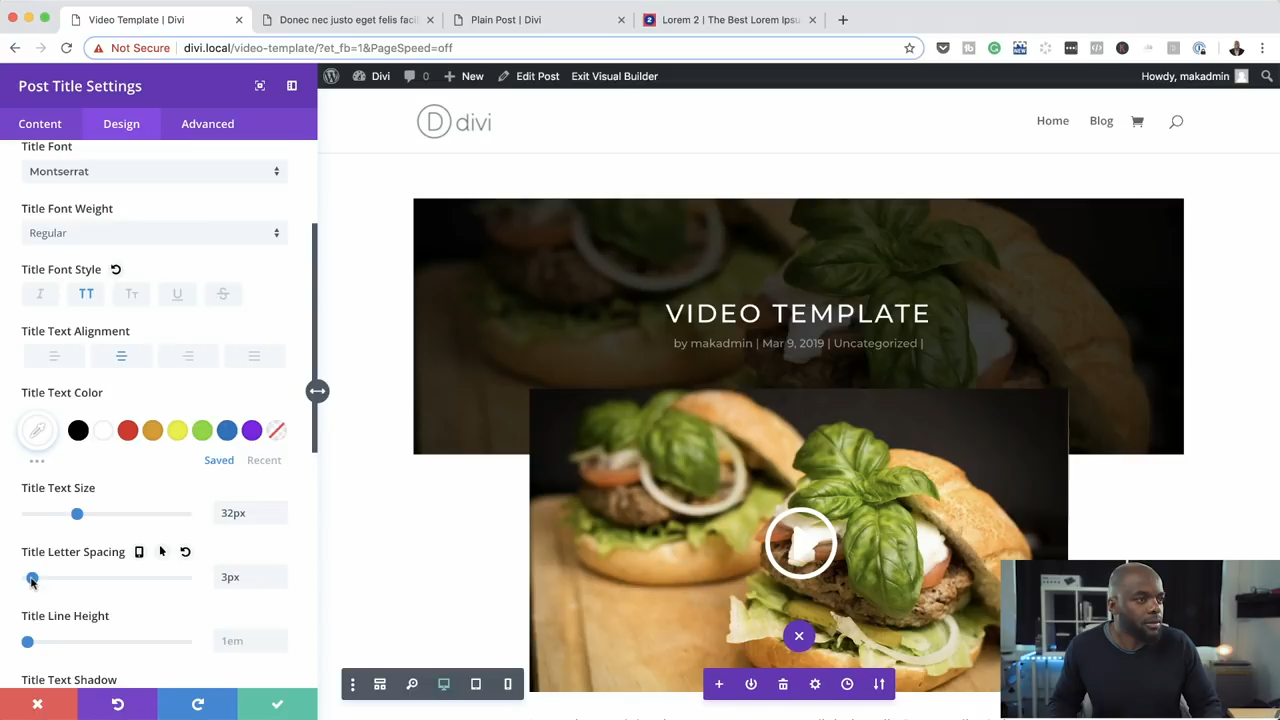 Video Template | Divi
Donec nec justo eget felis facil
Plain Post | Divi
Lorem 2 | The Best Lorem Ipsu
Not Secure
divi.local/video-template/?et_fb=1&PageSpeed=off
Post Title Settings
Content
Design
Advanced
Title Font
Montserrat
Title Font Weight
Regular
Title Font Style
I
TT
Tт
U
S
Title Text Alignment
Title Text Color
Saved
Recent
Title Text Size
32px
Title Letter Spacing
3px
Title Line Height
1em
Title Text Shadow
Divi
0
New
Edit Post
Exit Visual Builder
Howdy, makadmin
D divi
Home
Blog
VIDEO TEMPLATE
by makadmin | Mar 9, 2019 | Uncategorized |